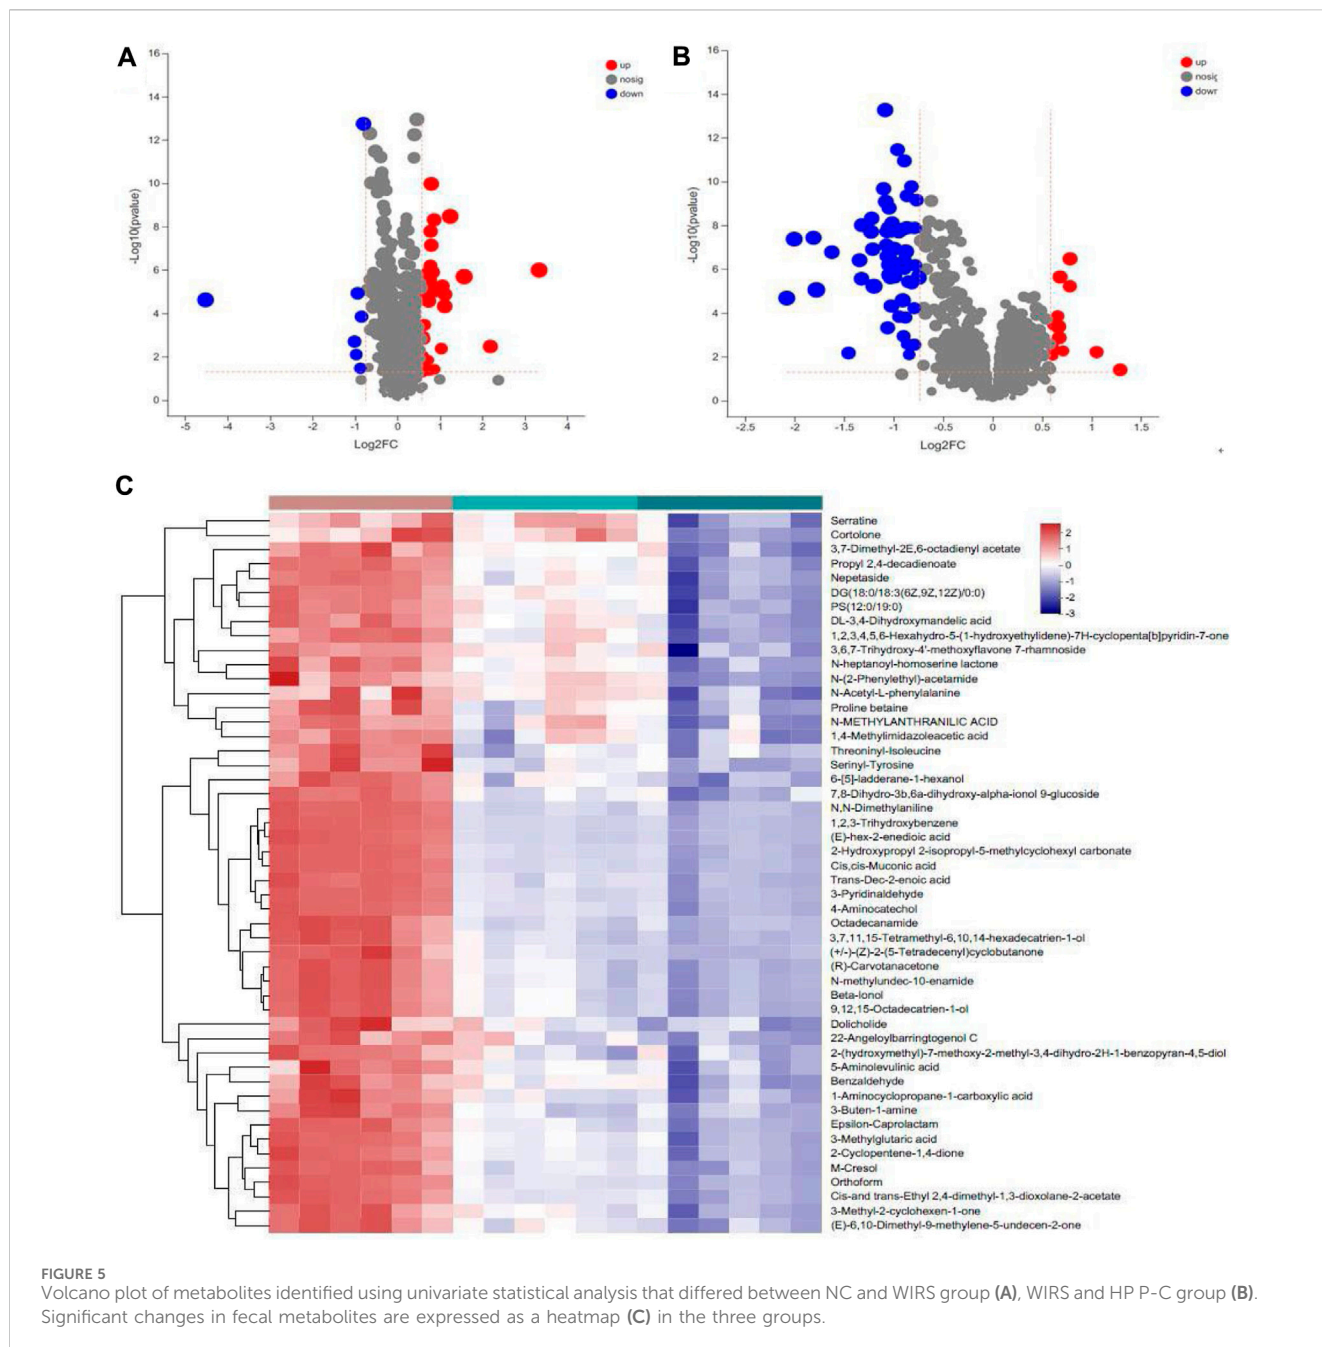 A
16
14
12
10
8
6
4
2
0
-Log10(pvalue)
-5
-4
-3
-2
-1
0
1
2
3
4
Log2FC
up
nosig
down
B
16
14
12
10
8
6
4
2
0
-Log10(pvalue)
-2.5
-2
-1.5
-1
-0.5
0
0.5
1
1.5
Log2FC
up
nosig
down
+
C
Serratine
Cortolone
3,7-Dimethyl-2E,6-octadienyl acetate
Propyl 2,4-decadienoate
Nepetaside
DG(18:0/18:3(6Z,9Z,12Z)/0:0)
PS(12:0/19:0)
DL-3,4-Dihydroxymandelic acid
1,2,3,4,5,6-Hexahydro-5-(1-hydroxyethylidene)-7H-cyclopenta[b]pyridin-7-one
3,6,7-Trihydroxy-4'-methoxyflavone 7-rhamnoside
N-heptanoyl-homoserine lactone
N-(2-Phenylethyl)-acetamide
N-Acetyl-L-phenylalanine
Proline betaine
N-METHYLANTHRANILIC ACID
1,4-Methylimidazoleacetic acid
Threoninyl-Isoleucine
Serinyl-Tyrosine
6-[5]-ladderane-1-hexanol
7,8-Dihydro-3b,6a-dihydroxy-alpha-ionol 9-glucoside
N,N-Dimethylaniline
1,2,3-Trihydroxybenzene
(E)-hex-2-enedioic acid
2-Hydroxypropyl 2-isopropyl-5-methylcyclohexyl carbonate
Cis,cis-Muconic acid
Trans-Dec-2-enoic acid
3-Pyridinaldehyde
4-Aminocatechol
Octadecanamide
3,7,11,15-Tetramethyl-6,10,14-hexadecatrien-1-ol
(+/-)-(Z)-2-(5-Tetradecenyl)cyclobutanone
(R)-Carvotanacetone
N-methylundec-10-enamide
Beta-Ionol
9,12,15-Octadecatrien-1-ol
Dolicholide
22-Angeloylbarringtogenol C
2-(hydroxymethyl)-7-methoxy-2-methyl-3,4-dihydro-2H-1-benzopyran-4,5-diol
5-Aminolevulinic acid
Benzaldehyde
1-Aminocyclopropane-1-carboxylic acid
3-Buten-1-amine
Epsilon-Caprolactam
3-Methylglutaric acid
2-Cyclopentene-1,4-dione
M-Cresol
Orthoform
Cis-and trans-Ethyl 2,4-dimethyl-1,3-dioxolane-2-acetate
3-Methyl-2-cyclohexen-1-one
(E)-6,10-Dimethyl-9-methylene-5-undecen-2-one
2
1
0
-1
-2
-3
FIGURE 5
Volcano plot of metabolites identified using univariate statistical analysis that differed between NC and WIRS group (A), WIRS and HP P-C group (B).
Significant changes in fecal metabolites are expressed as a heatmap (C) in the three groups.